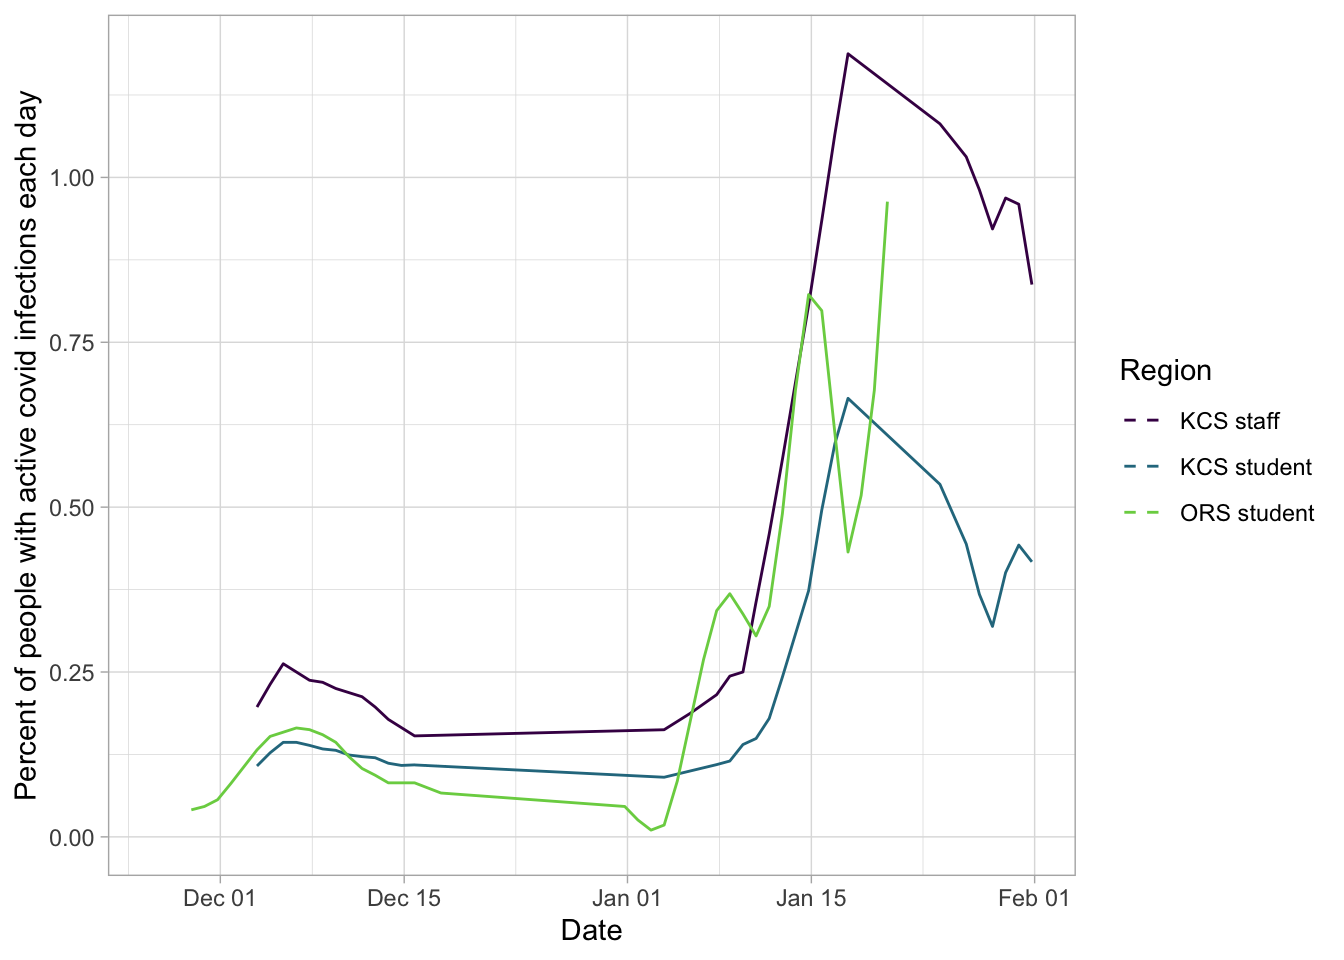 Percent of people with active covid infections each day
1.00
0.75
0.50
0.25
0.00
Dec 01 Dec 15 Jan 01 Jan 15 Feb 01
Date
Region
KCS staff
KCS student
ORS student